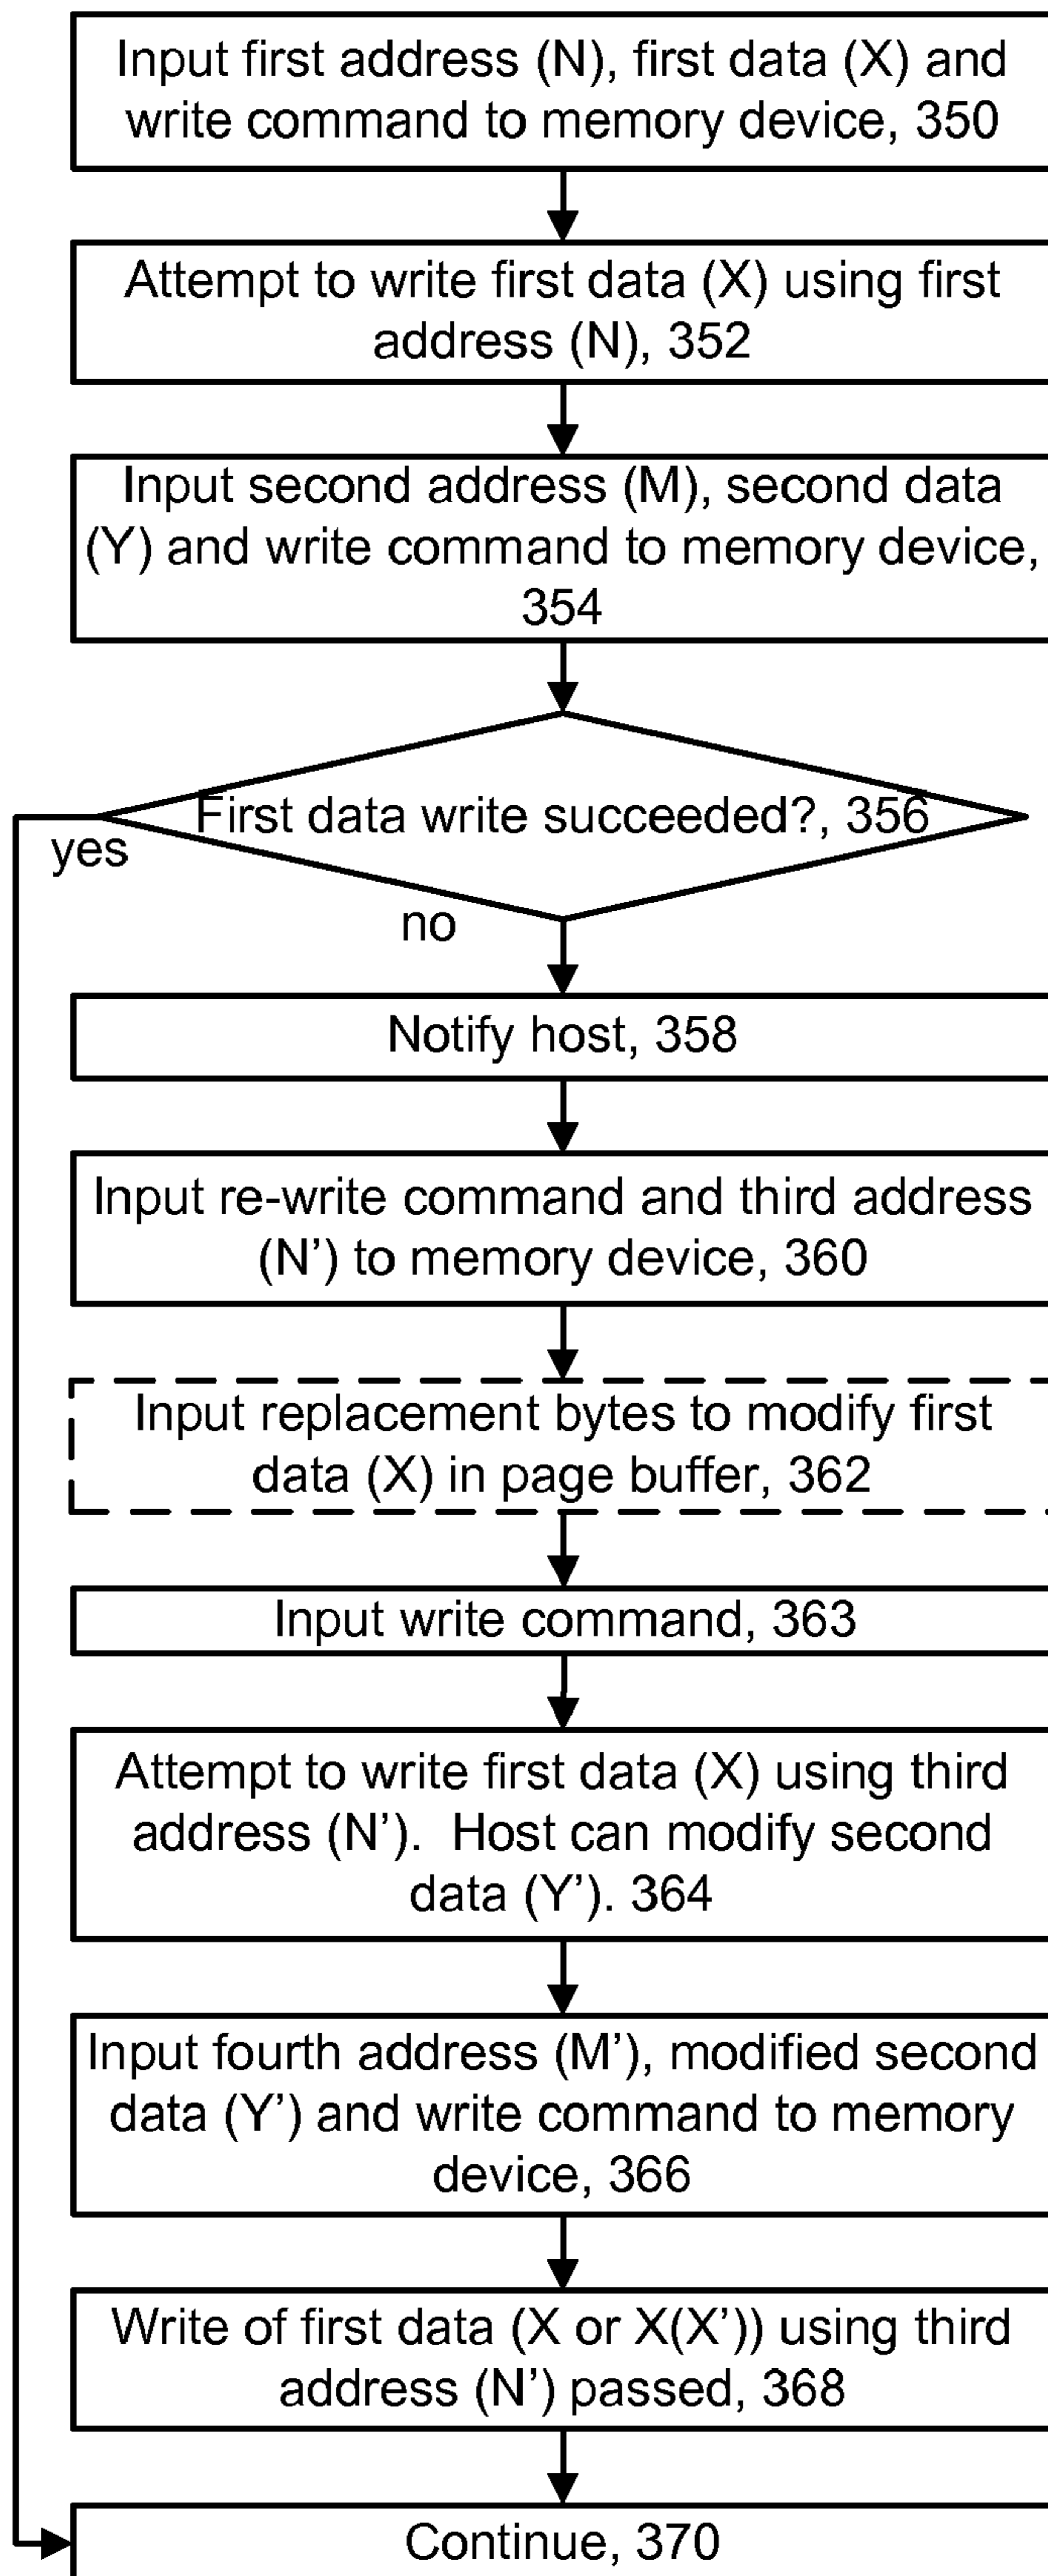 Input first address (N), first data (X) and
write command to memory device, 350
Attempt to write first data (X) using first
address (N), 352
Input second address (M), second data
(Y) and write command to memory device,
354
First data write succeeded?, 356
yes
no
Notify host, 358
Input re-write command and third address
(N’) to memory device, 360
Input replacement bytes to modify first
data (X) in page buffer, 362
Input write command, 363
Attempt to write first data (X) using third
address (N’).  Host can modify second
data (Y’). 364
Input fourth address (M’), modified second
data (Y’) and write command to memory
device, 366
Write of first data (X or X(X’)) using third
address (N’) passed, 368
Continue, 370